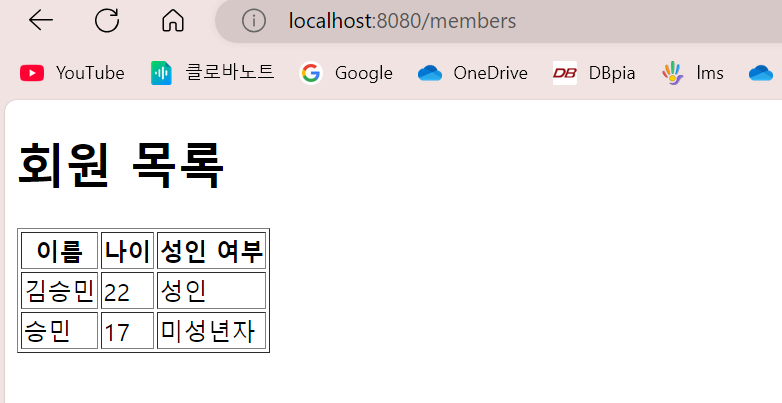 localhost:8080/members
YouTube 클로바노트 Google OneDrive DBpia lms
회원 목록
이름 나이 성인 여부
김승민 22 성인
승민 17 미성년자